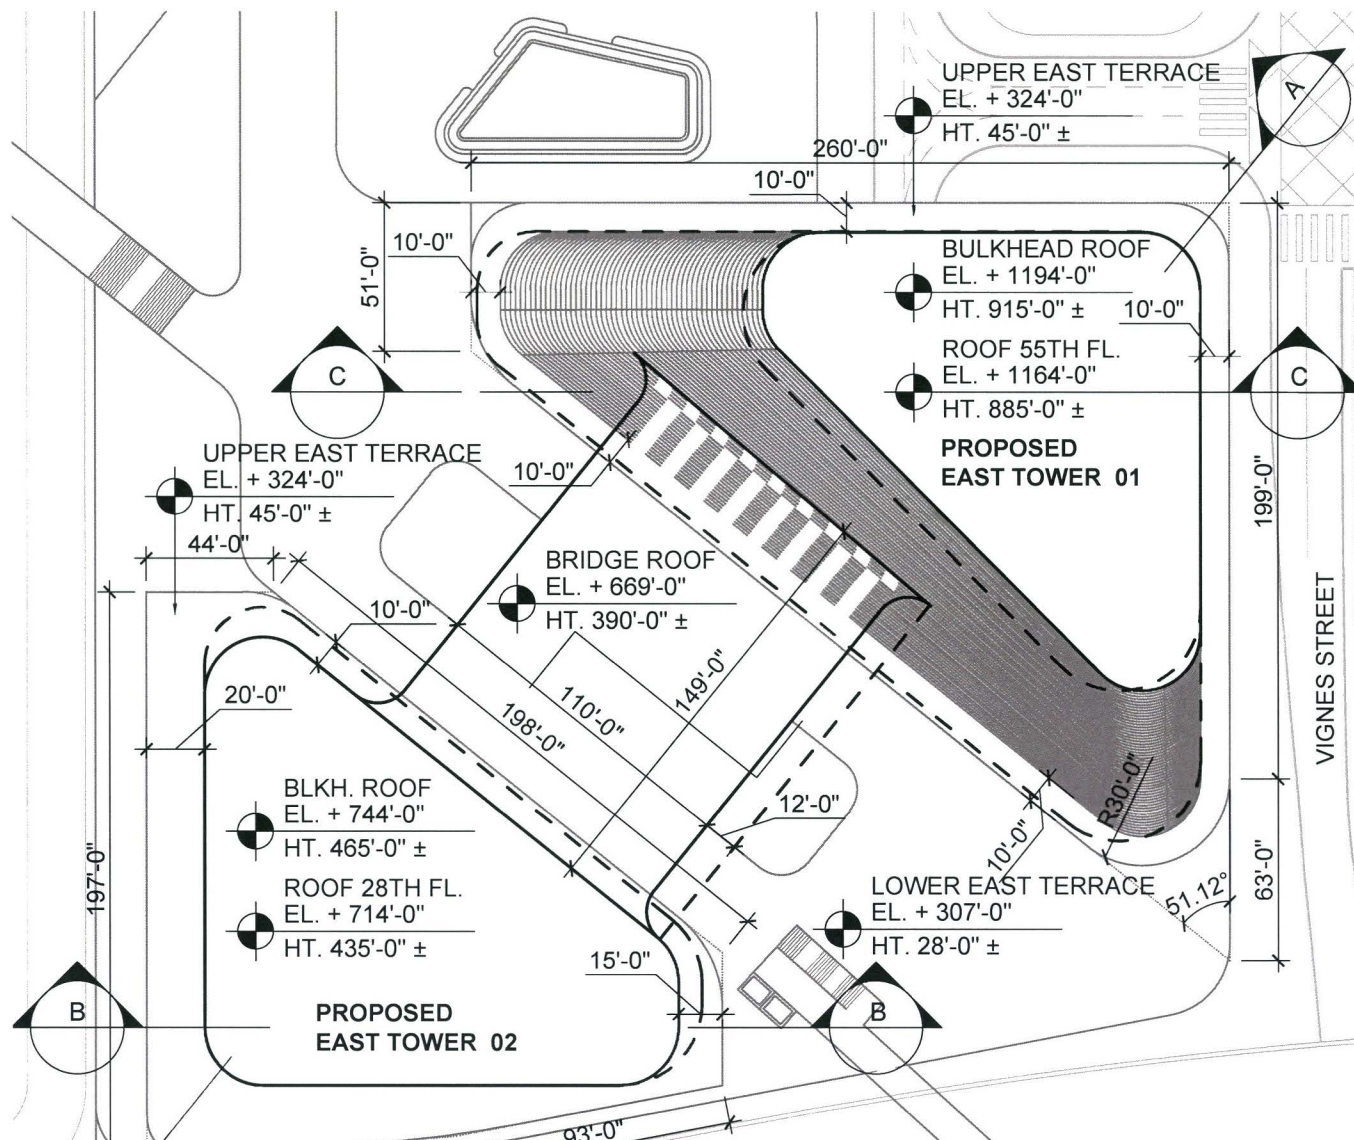 UPPER EAST TERRACE
EL. + 324'-0"
HT. 45'-0" ±
A
260'-0"
10'-0"
10'-0"
51'-0"
BULKHEAD ROOF
EL. + 1194'-0"
HT. 915'-0" ±
10'-0"
ROOF 55TH FL.
EL. + 1164'-0"
HT. 885'-0" ±
C
C
PROPOSED
EAST TOWER 01
UPPER EAST TERRACE
EL. + 324'-0"
HT. 45'-0" ±
10'-0"
199'-0"
44'-0"
BRIDGE ROOF
EL. + 669'-0"
HT. 390'-0" ±
10'-0"
VIGNES STREET
20'-0"
149'-0"
110'-0"
198'-0"
BLKH. ROOF
EL. + 744'-0"
HT. 465'-0" ±
12'-0"
R30'-0"
10'-0"
197'-0"
ROOF 28TH FL.
EL. + 714'-0"
HT. 435'-0" ±
LOWER EAST TERRACE
EL. + 307'-0"
HT. 28'-0" ±
51.12°
63'-0"
15'-0"
B
PROPOSED
EAST TOWER 02
B
93'-0"